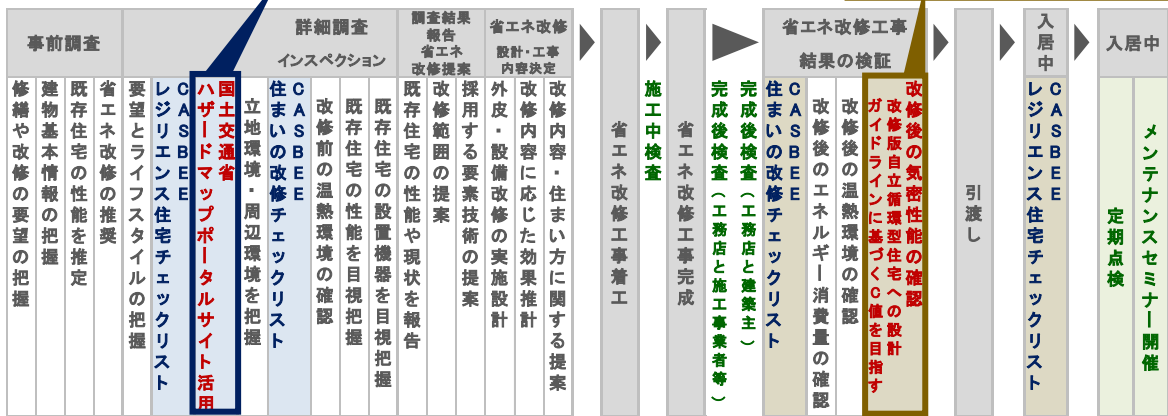 事前調査
修繕や改修の要望の把握
建物基本情報の把握
既存住宅の性能を推定
省エネ改修の推奨
詳細調査
インスペクション
要望とライフスタイルの把握
CASBEE
レジリエンス住宅チェックリスト
国土交通省
ハザードマップポータルサイト活用
立地環境・周辺環境を把握
CASBEE
住まいの改修チェックリスト
改修前の温熱環境の確認
既存住宅の性能を目視把握
既存住宅の設置機器を目視把握
調査結果
報告
省エネ
改修提案
既存住宅の性能や現状を報告
改修範囲の提案
採用する要素技術の提案
省エネ改修
設計・工事
内容決定
外皮・設備改修の実施設計
改修内容に応じた効果推計
改修内容・住まい方に関する提案
省エネ改修工事着工
施工中検査
省エネ改修工事完成
完成後検査(工務店と建築主)
完成後検査(工務店と施工事業者等)
省エネ改修工事
結果の検証
CASBEE
住まいの改修チェックリスト
改修後のエネルギー消費量の確認
改修後の温熱環境の確認
改修後の気密性能の確認
改修版自立循環型住宅への設計
ガイドラインに基づくC値を目指す
引渡し
入居中
CASBEE
レジリエンス住宅チェックリスト
入居中
メンテナンスセミナー開催
定期点検